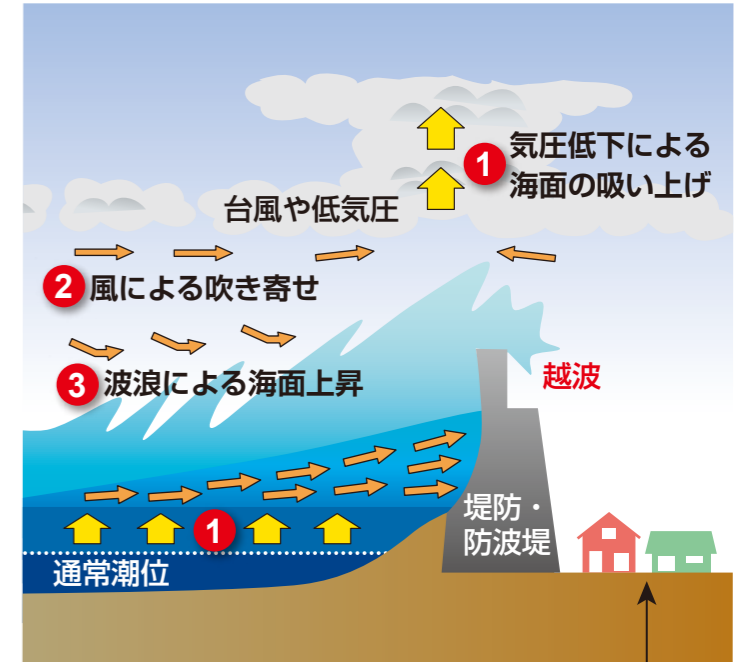 1 気圧低下による
海面の吸い上げ
台風や低気圧
2 風による吹き寄せ
3 波浪による海面上昇
越波
1
堤防・
防波堤
通常潮位